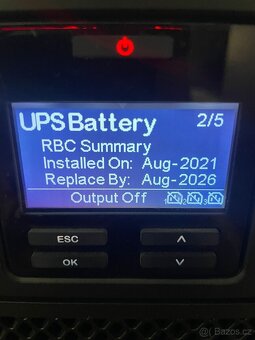 UPS Battery 2/5
RBC Summary
Installed On: Aug-2021
Replace By: Aug-2026
Output Off
ESC
OK
Bazos.cz